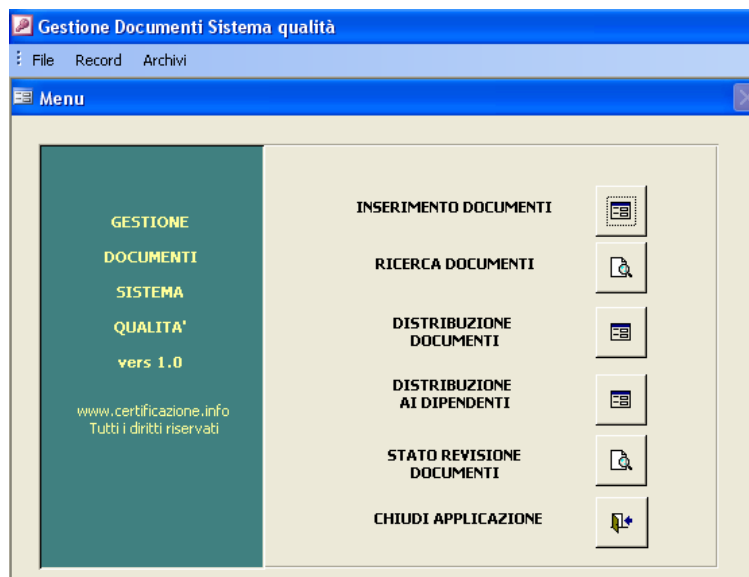 Gestione Documenti Sistema qualità
File Record Archivi
Menu
GESTIONE
DOCUMENTI
SISTEMA
QUALITA'
vers 1.0
www.certificazione.info
Tutti i diritti riservati
INSERIMENTO DOCUMENTI
RICERCA DOCUMENTI
DISTRIBUZIONE
DOCUMENTI
DISTRIBUZIONE
AI DIPENDENTI
STATO REVISIONE
DOCUMENTI
CHIUDI APPLICAZIONE